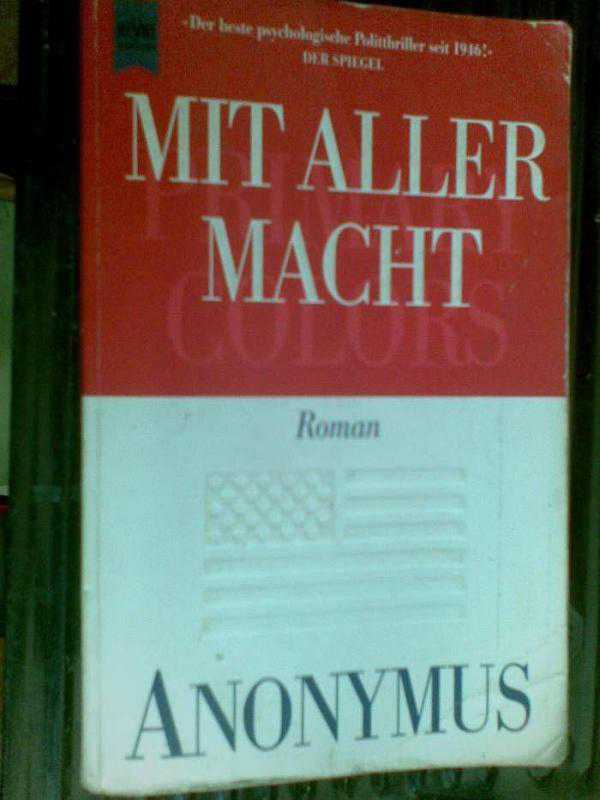 «Der beste psychologische Politthriller seit 1946!»
DER SPIEGEL
MIT ALLER
MACHT
PRIMARY
COLORS
Roman
ANONYMUS